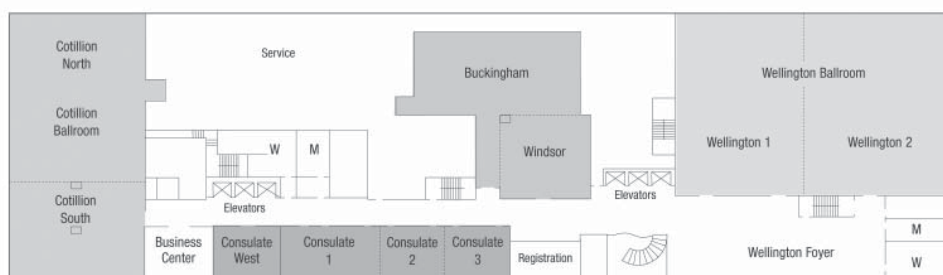 Cotillion
North
Service
Buckingham
Wellington Ballroom
Cotillion
Ballroom
W
M
Windsor
Wellington 1
Wellington 2
Cotillion
South
Elevators
Elevators
Business
Center
Consulate
West
Consulate
1
Consulate
2
Consulate
3
Registration
Wellington Foyer
M
W